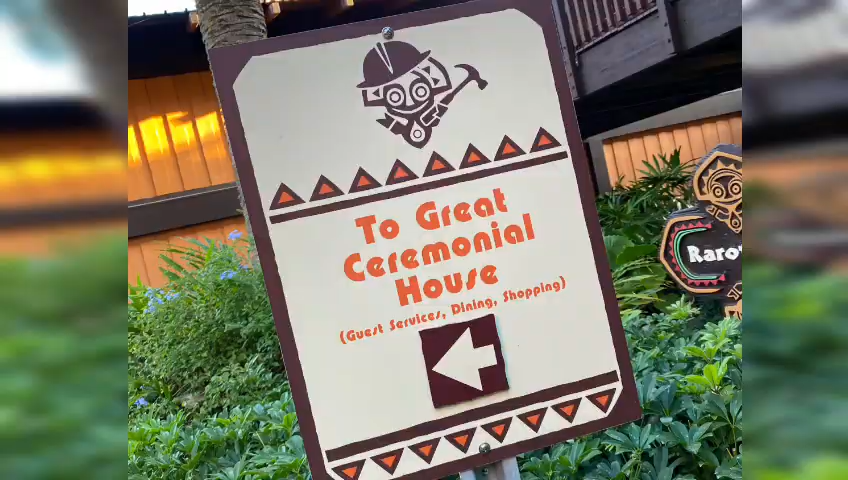 To Great
Ceremonial
House
(Guest Services, Dining, Shopping)